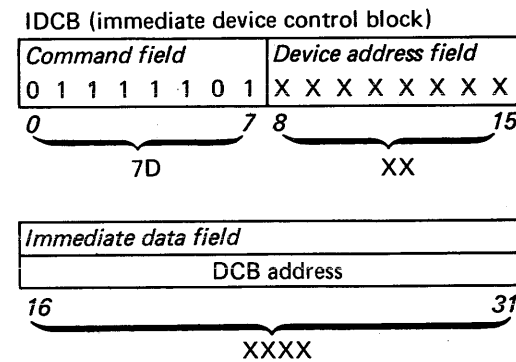 IDCB (immediate device control block)
Command field Device address field
0 1 1 1 1 1 0 1 X X X X X X X X
0 7 8 15
7D XX
Immediate data field
DCB address
16 31
XXXX